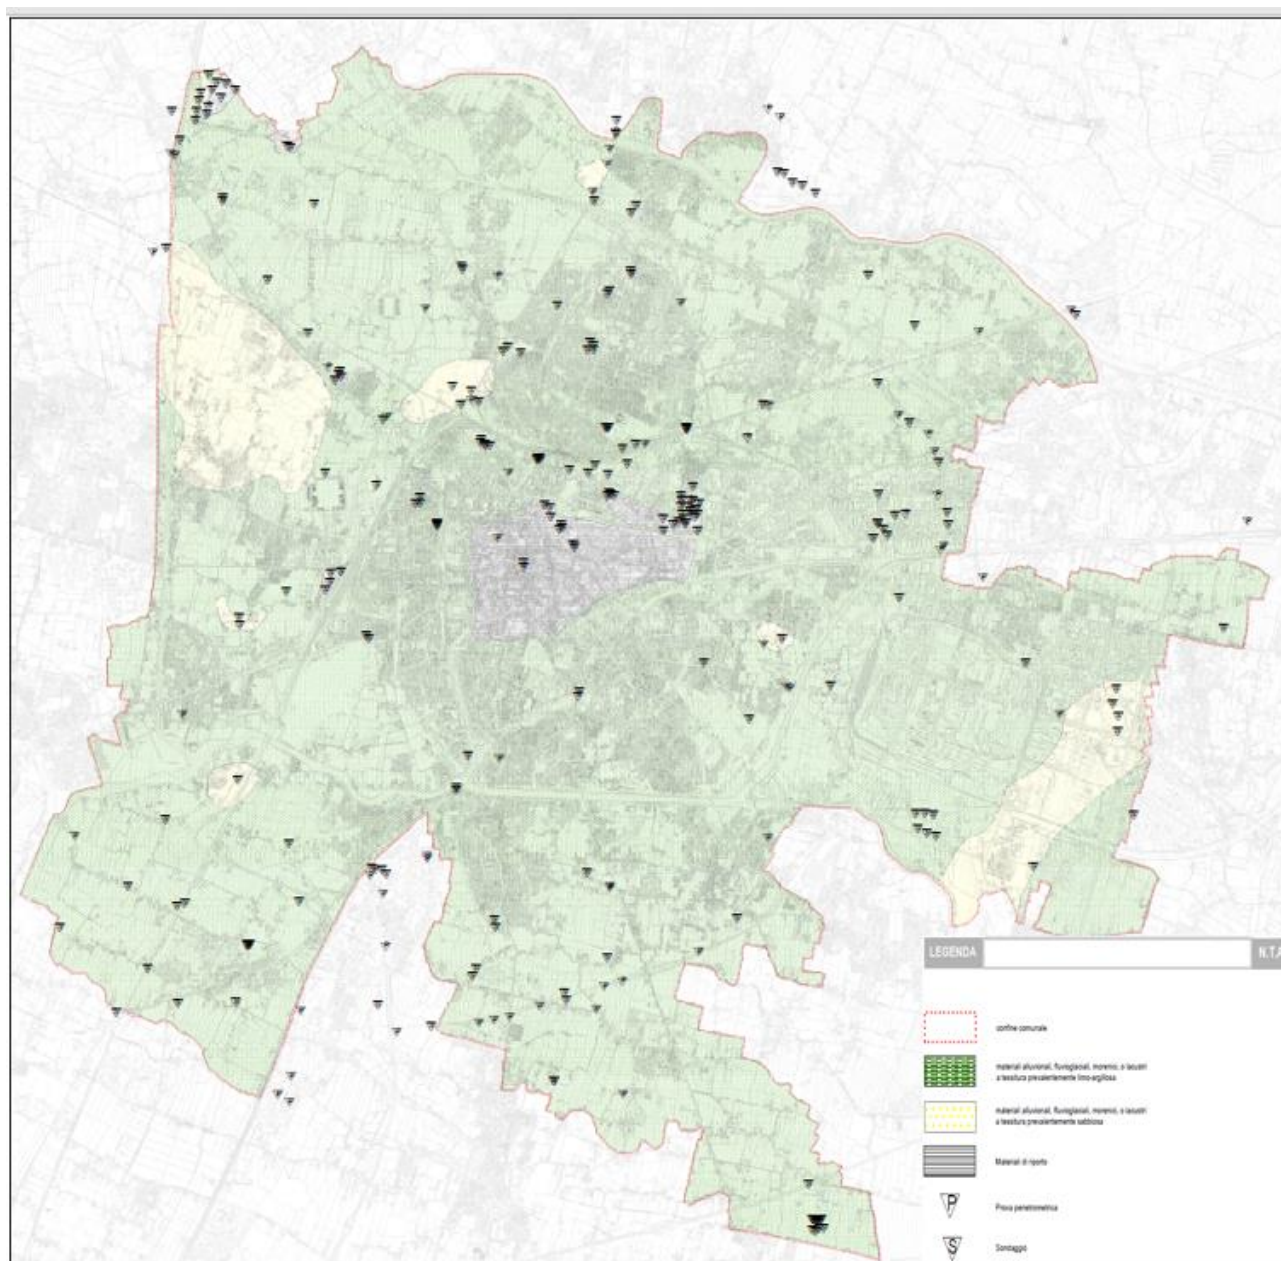 LEGENDA
N.T.A
confine comunale
materiali alluvionali, fluvioglaciali, morenici, o lacustri
a tessitura prevalentemente limo-argillosa
materiali alluvionali, fluvioglaciali, morenici, o lacustri
a tessitura prevalentemente sabbiosa
Materiali di riporto
P
Prova penetrometrica
S
Sondaggio